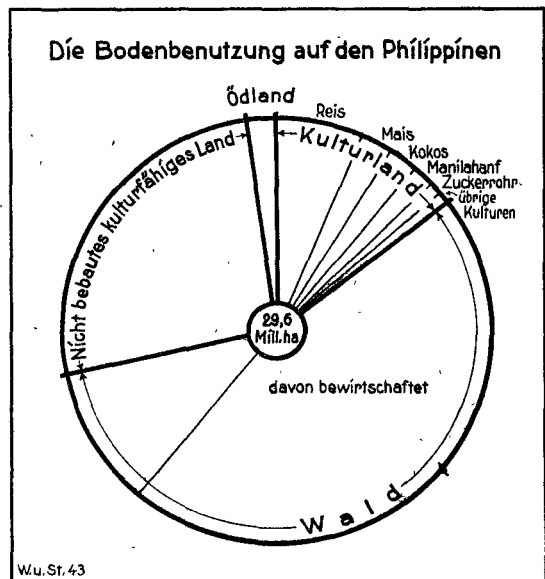 Die Bodenbenutzung auf den Philippinen
Ödland
Reis
Mais
Kokos
Manilahanf
Zuckerrohr
übrige
Kulturen
Kulturland
Nicht bebautes kulturfähiges Land
29,6
Mill. ha
davon bewirtschaftet
Wald
W.u.St.43